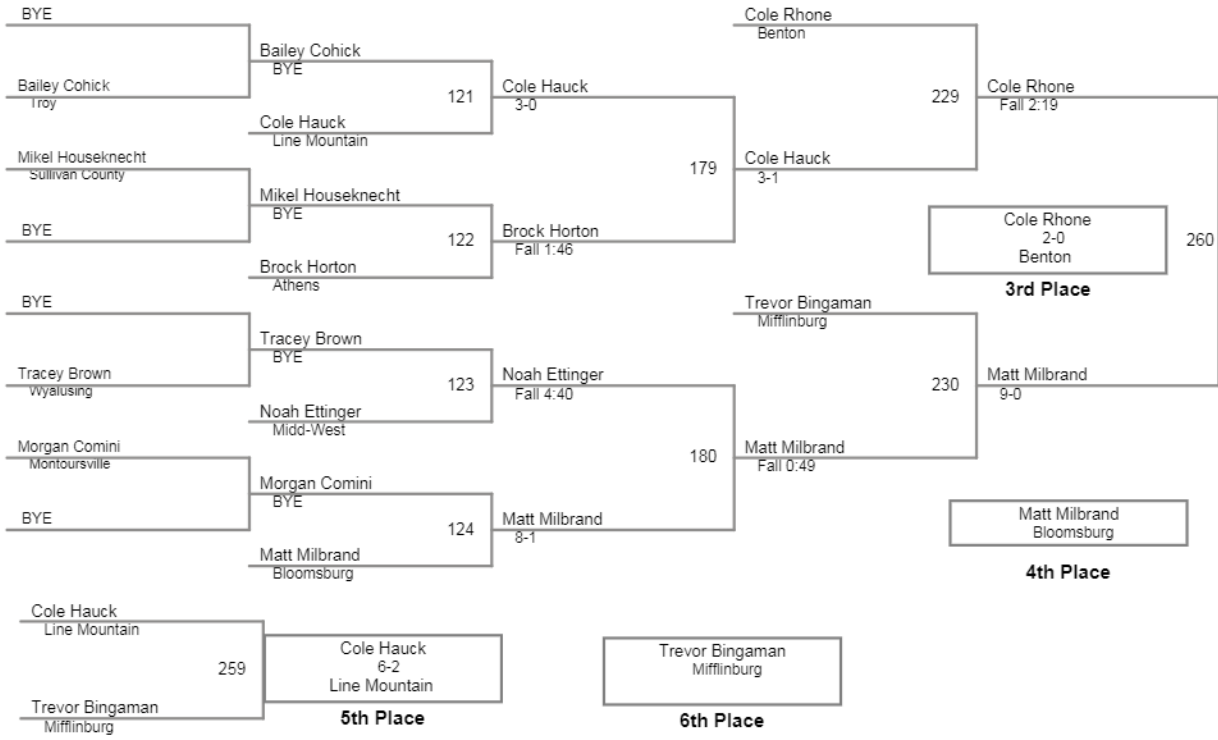 BYE
Bailey Cohick
Troy
Mikel Houseknecht
Sullivan County
BYE
BYE
Tracey Brown
Wyalusing
Morgan Comini
Montoursville
BYE
Bailey Cohick
BYE
121
Cole Hauck
Line Mountain
Mikel Houseknecht
BYE
122
Brock Horton
Athens
Tracey Brown
BYE
123
Noah Ettinger
Midd-West
Morgan Comini
BYE
124
Matt Milbrand
Bloomsburg
Cole Hauck
3-0
179
Brock Horton
Fall 1:46
Noah Ettinger
Fall 4:40
180
Matt Milbrand
8-1
Cole Rhone
Benton
229
Cole Hauck
3-1
Trevor Bingaman
Mifflinburg
230
Matt Milbrand
Fall 0:49
Cole Rhone
Fall 2:19
260
Matt Milbrand
9-0
Cole Rhone
2-0
Benton
3rd Place
Matt Milbrand
Bloomsburg
4th Place
Cole Hauck
Line Mountain
259
Trevor Bingaman
Mifflinburg
Cole Hauck
6-2
Line Mountain
5th Place
Trevor Bingaman
Mifflinburg
6th Place